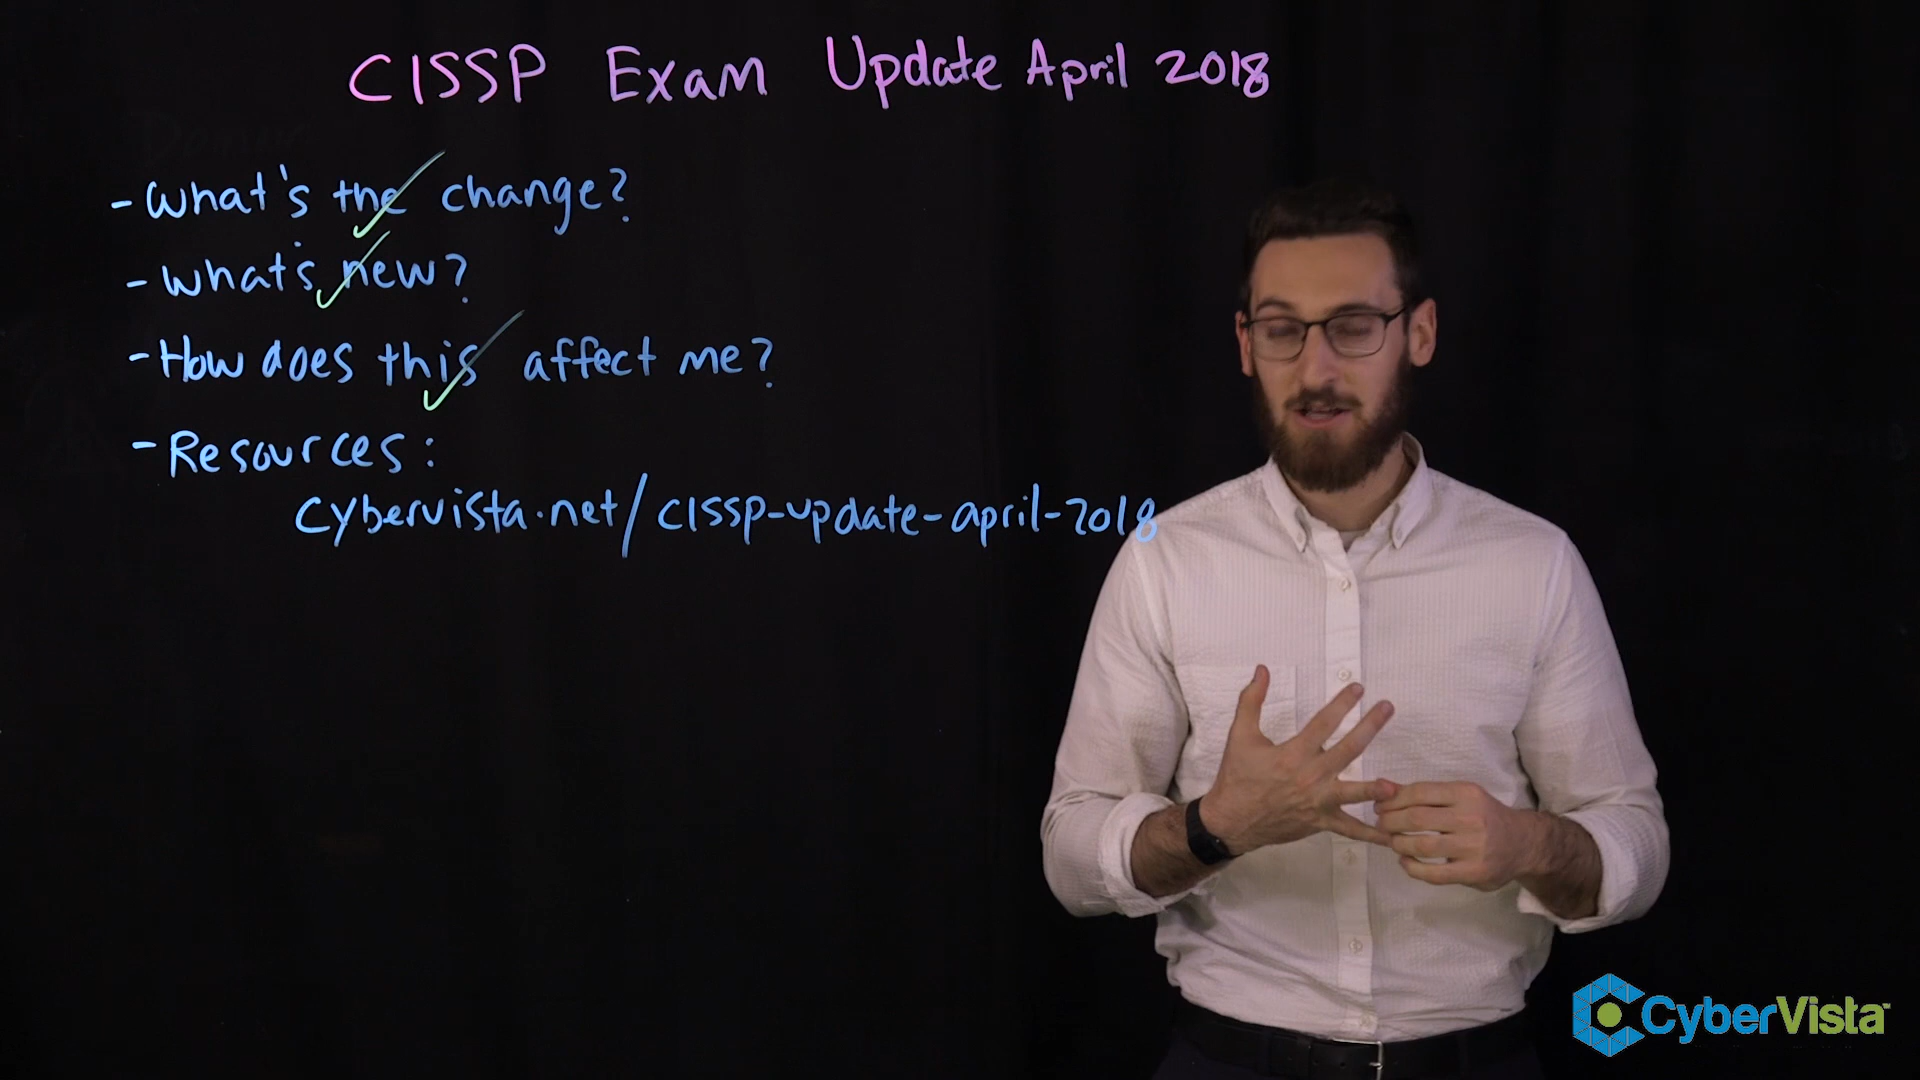 CISSP Exam Update April 2018
- What's the change?
- What's new?
- How does this affect me?
- Resources:
cybervista.net/cissp-update-april-2018
CyberVista